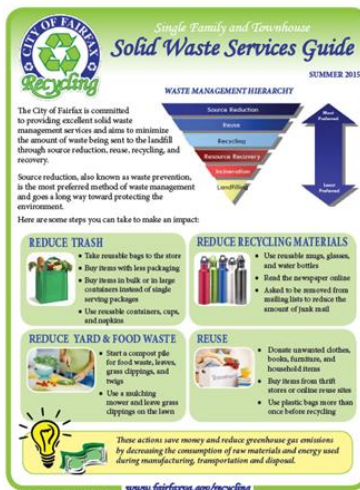 CITY OF FAIRFAX
Recycling
Single Family and Townhouse
Solid Waste Services Guide
SUMMER 2015
WASTE MANAGEMENT HIERARCHY
The City of Fairfax is committed
to providing excellent solid waste
management services and aims to minimize
the amount of waste being sent to the landfill
through source reduction, reuse, recycling, and
recovery.
Source reduction, also known as waste prevention,
is the most preferred method of waste management
and goes a long way toward protecting the
environment.
Source Reduction
Reuse
Recycling
Resource Recovery
Incineration
Landfilling
Most
Preferred
Least
Preferred
Here are some steps you can take to make an impact:
REDUCE TRASH
• Take reusable bags to the store
• Buy items with less packaging
• Buy items in bulk or in large
containers instead of single
serving packages
• Use reusable containers, cups,
and napkins
REDUCE RECYCLING MATERIALS
• Use reusable mugs, glasses,
and water bottles
• Read the newspaper online
• Asked to be removed from
mailing lists to reduce the
amount of junk mail
REDUCE YARD & FOOD WASTE
• Start a compost pile
for food waste, leaves,
grass clippings, and
twigs
• Use a mulching
mower and leave grass
clippings on the lawn
REUSE
• Donate unwanted clothes,
books, furniture, and
household items
• Buy items from thrift
stores or online reuse sites
• Use plastic bags more than
once before recycling
These actions save money and reduce greenhouse gas emissions
by decreasing the consumption of raw materials and energy used
during manufacturing, transportation and disposal.
www.fairfaxva.gov/recycling